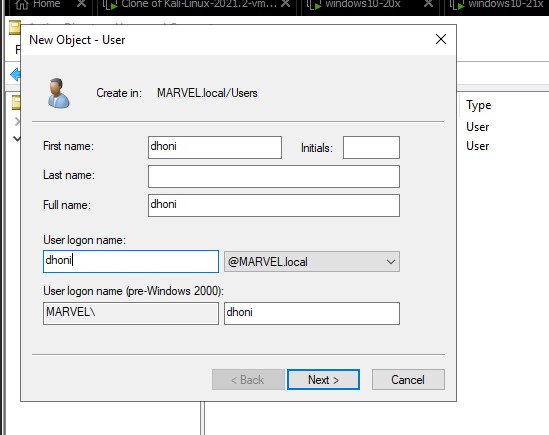 Home Clone of Kali-Linux-2021.2-vm... windows10-20x windows10-21x
New Object - User
Create in: MARVEL.local/Users
Type
First name: dhoni Initials:
User
Last name:
User
Full name: dhoni
User logon name:
dhoni @MARVEL.local
User logon name (pre-Windows 2000):
MARVEL\ dhoni
< Back Next > Cancel